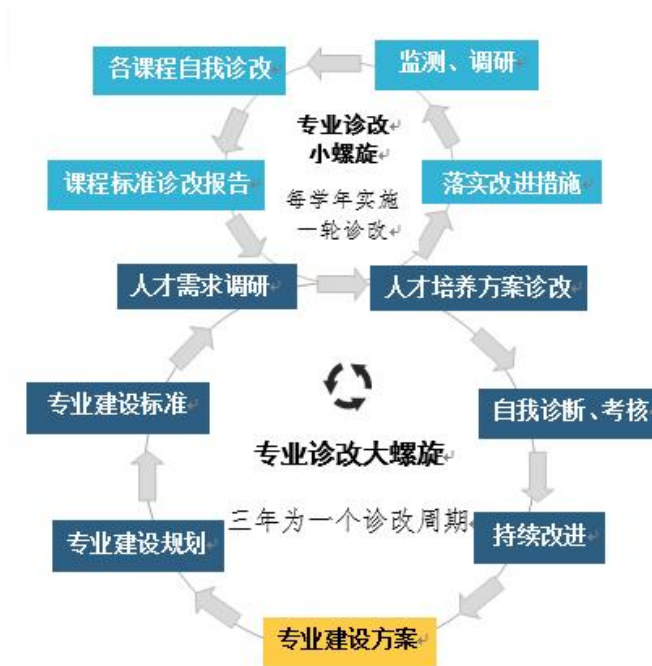 各课程自我诊改
监测、调研
专业诊改
小螺旋
课程标准诊改报告
落实改进措施
每学年实施
一轮诊改
人才需求调研
人才培养方案诊改
专业建设标准
自我诊断、考核
专业诊改大螺旋
三年为一个诊改周期
专业建设规划
持续改进
专业建设方案